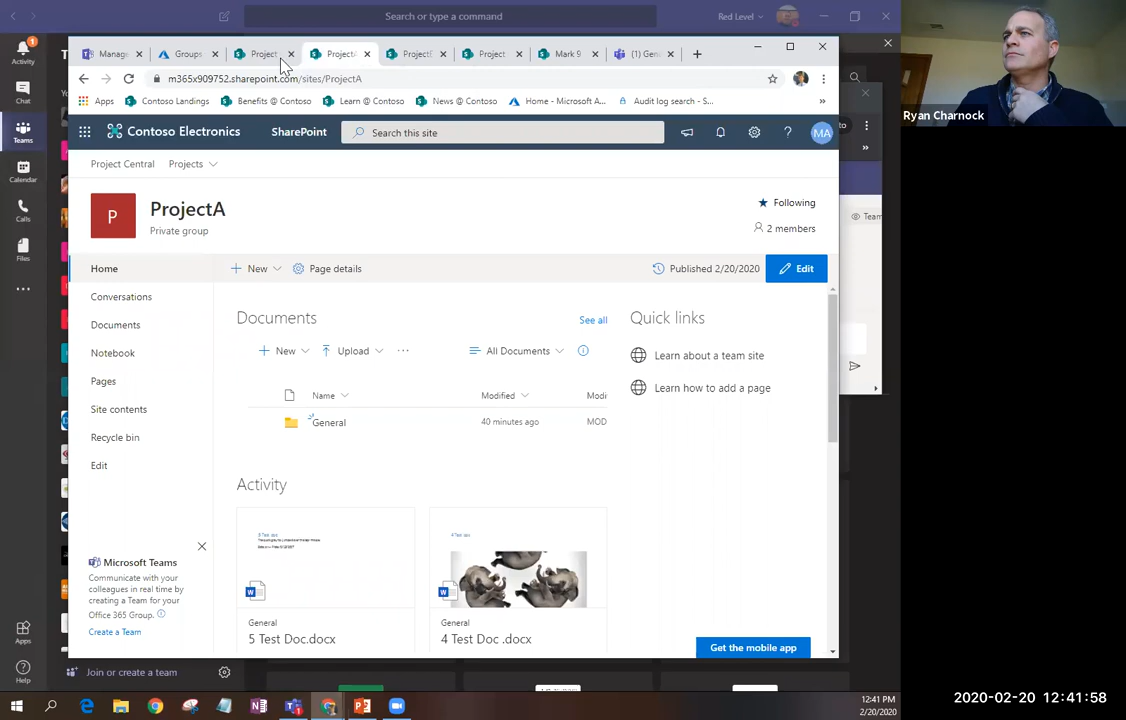 Search or type a command
Red Level
Activity
Chat
Teams
Calendar
Calls
Files
Apps
Help
Manage
Groups
Project
ProjectA
Project
Project
Mark 9
(1) Gen
m365x909752.sharepoint.com/sites/ProjectA
Apps
Contoso Landings
Benefits @ Contoso
Learn @ Contoso
News @ Contoso
Home - Microsoft A...
Audit log search - S...
Contoso Electronics
SharePoint
Search this site
MA
Project Central
Projects
P
ProjectA
Private group
Following
2 members
Home
New
Page details
Published 2/20/2020
Edit
Conversations
Documents
Notebook
Pages
Site contents
Recycle bin
Edit
Documents
See all
New
Upload
All Documents
Name
Modified
Modi
General
40 minutes ago
MOD
Quick links
Learn about a team site
Learn how to add a page
Activity
General
5 Test Doc.docx
General
4 Test Doc .docx
Microsoft Teams
Communicate with your
colleagues in real time by
creating a Team for your
Office 365 Group.
Create a Team
Get the mobile app
Team
Join or create a team
12:41 PM
2/20/2020
Ryan Charnock
2020-02-20 12:41:58